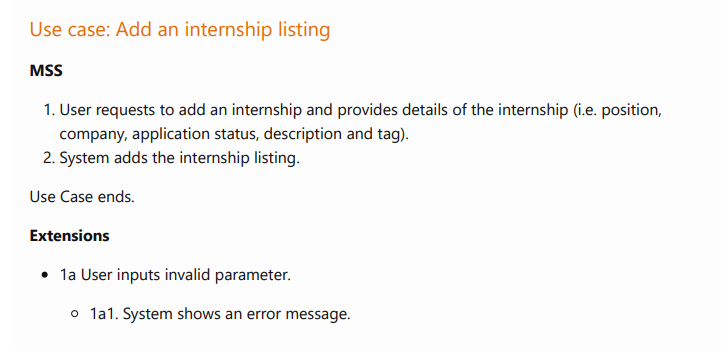 Use case: Add an internship listing
MSS
1. User requests to add an internship and provides details of the internship (i.e. position,
company, application status, description and tag).
2. System adds the internship listing.
Use Case ends.
Extensions
• 1a User inputs invalid parameter.
◦ 1a1. System shows an error message.